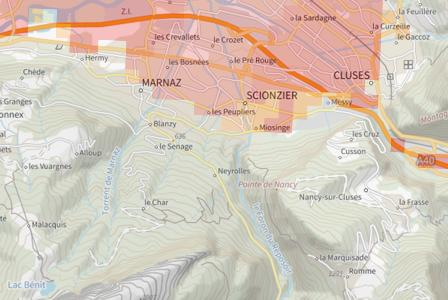 Z.I.
la Sardagne
la Feuillère
la Curzeille
le Gaccoz
les Crevaliets
le Crozet
Hermy
les Bosnées
le Pré Rouge
Chède
MARNAZ
CLUSES
SCIONZIER
s Granges
onnex
les Peupliers
Messy
Blanzy
Miosinge
636
le Senage
les Cruz
Cusson
A40
Alloup
les Vuargnes
Neyrolles
Pointe de Nancy
Torrent de Marnaz
Nancy-sur-Cluses
le Char
la Frasse
Malacquis
la Marquisade
Romme
Lac Bénit